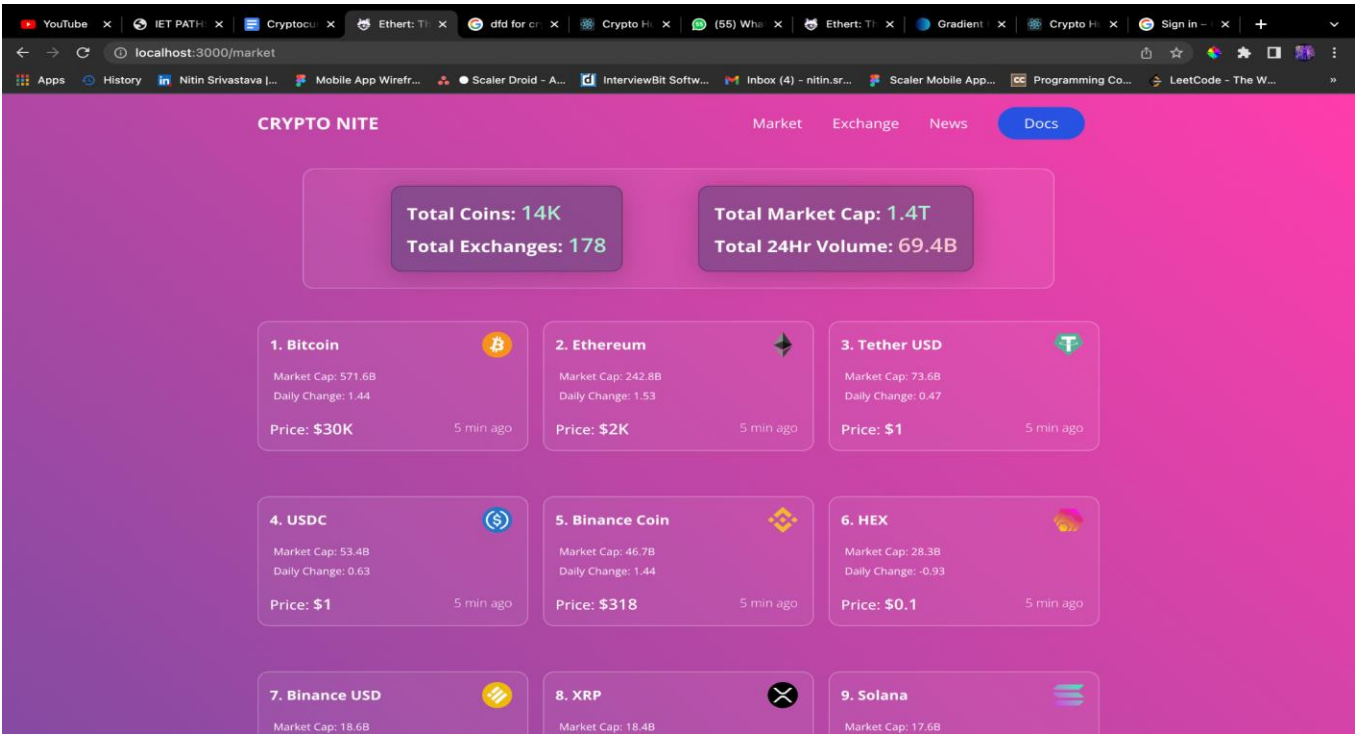 YouTube
IET PATH:
Cryptocu
Ethert: Th
dfd for cr
Crypto Hu
(55) What
Ethert: Th
Gradient
Crypto Hu
Sign in –
localhost:3000/market
Apps
History
Nitin Srivastava |...
Mobile App Wirefr...
Scaler Droid - A...
InterviewBit Softw...
Inbox (4) - nitin.sr...
Scaler Mobile App...
Programming Co...
LeetCode - The W...
»
CRYPTO NITE
Market
Exchange
News
Docs
Total Coins: 14K
Total Exchanges: 178
Total Market Cap: 1.4T
Total 24Hr Volume: 69.4B
1. Bitcoin
Market Cap: 571.6B
Daily Change: 1.44
Price: $30K
5 min ago
2. Ethereum
Market Cap: 242.8B
Daily Change: 1.53
Price: $2K
5 min ago
3. Tether USD
Market Cap: 73.6B
Daily Change: 0.47
Price: $1
5 min ago
4. USDC
Market Cap: 53.4B
Daily Change: 0.63
Price: $1
5 min ago
5. Binance Coin
Market Cap: 46.7B
Daily Change: 1.44
Price: $318
5 min ago
6. HEX
Market Cap: 28.3B
Daily Change: -0.93
Price: $0.1
5 min ago
7. Binance USD
Market Cap: 18.6B
8. XRP
Market Cap: 18.4B
9. Solana
Market Cap: 17.6B